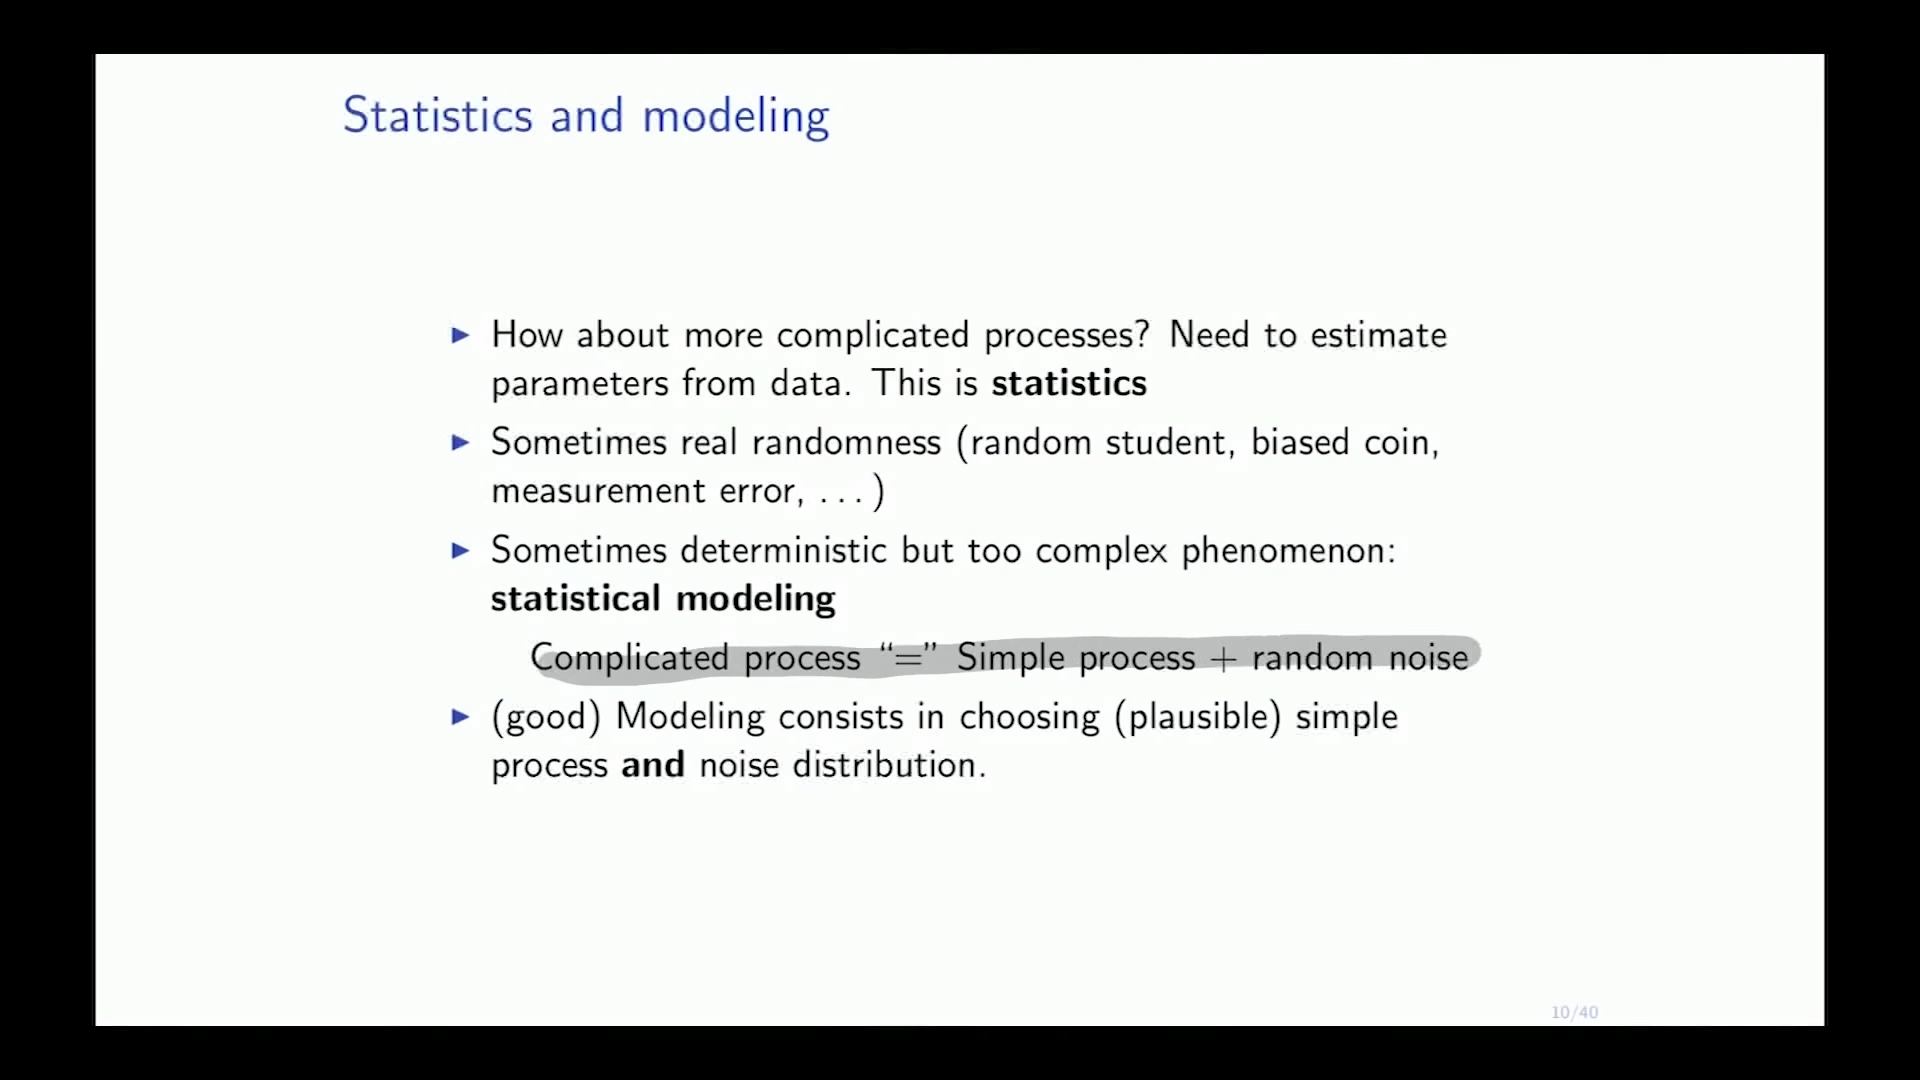 Statistics and modeling
▶ How about more complicated processes? Need to estimate
parameters from data. This is statistics
▶ Sometimes real randomness (random student, biased coin,
measurement error, . . . )
▶ Sometimes deterministic but too complex phenomenon:
statistical modeling
Complicated process “=” Simple process + random noise
▶ (good) Modeling consists in choosing (plausible) simple
process and noise distribution.
10/40